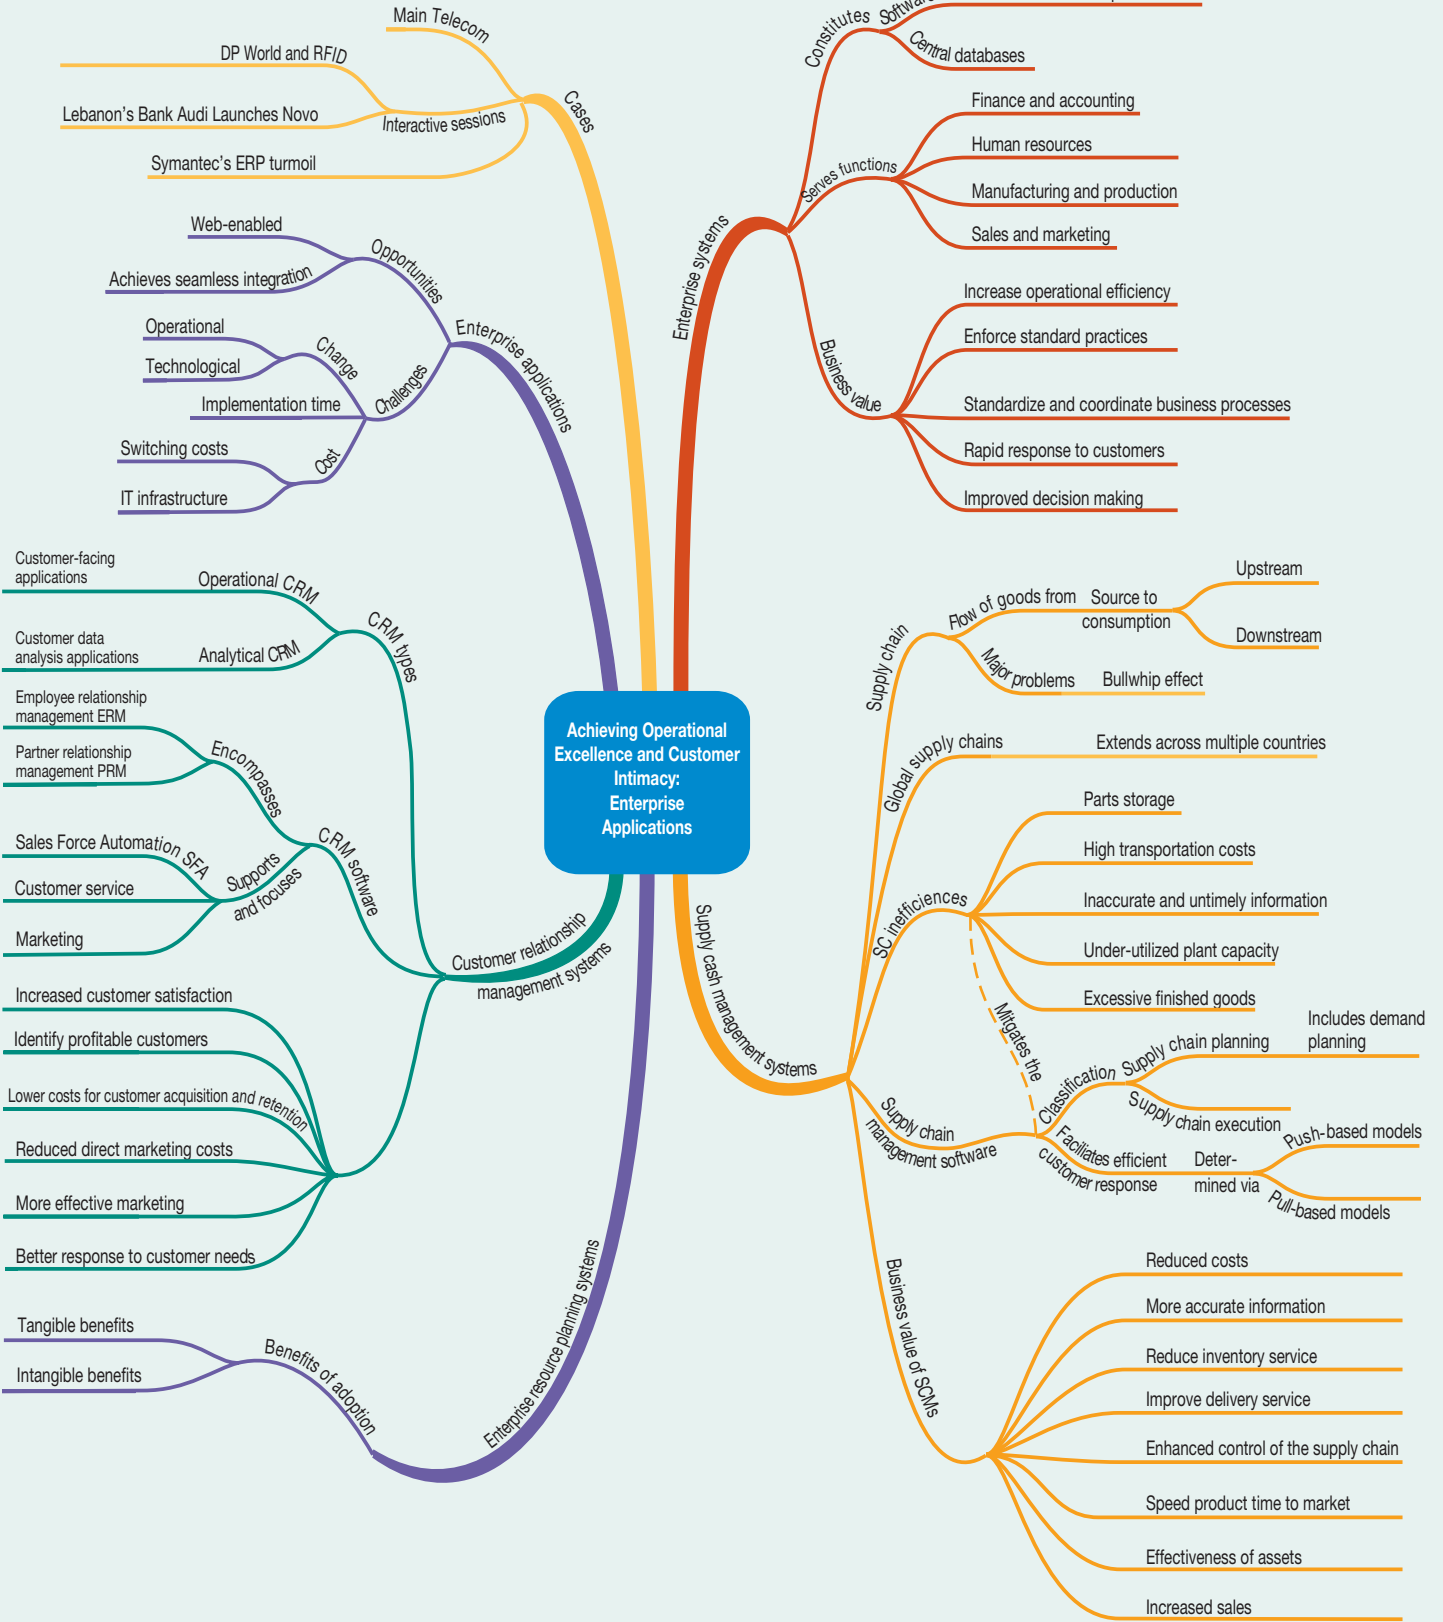 Achieving Operational
Excellence and Customer
Intimacy:
Enterprise
Applications
Cases
Main Telecom
Interactive sessions
DP World and RFID
Lebanon's Bank Audi Launches Novo
Symantec's ERP turmoil
Enterprise applications
Opportunities
Web-enabled
Achieves seamless integration
Challenges
Change
Operational
Technological
Implementation time
Cost
Switching costs
IT infrastructure
Customer relationship
management systems
CRM types
Operational CRM
Customer-facing
applications
Analytical CRM
Customer data
analysis applications
CRM software
Encompasses
Employee relationship
management ERM
Partner relationship
management PRM
Supports
and focuses
Sales Force Automation SFA
Customer service
Marketing
Increased customer satisfaction
Identify profitable customers
Lower costs for customer acquisition and retention
Reduced direct marketing costs
More effective marketing
Better response to customer needs
Enterprise resource planning systems
Benefits of adoption
Tangible benefits
Intangible benefits
Enterprise systems
Constitutes
Software
Central databases
Serves functions
Finance and accounting
Human resources
Manufacturing and production
Sales and marketing
Business value
Increase operational efficiency
Enforce standard practices
Standardize and coordinate business processes
Rapid response to customers
Improved decision making
Supply cash management systems
Supply chain
Flow of goods from
Source to
consumption
Upstream
Downstream
Major problems
Bullwhip effect
Global supply chains
Extends across multiple countries
SC inefficiences
Parts storage
High transportation costs
Inaccurate and untimely information
Under-utilized plant capacity
Excessive finished goods
Mitgates the
Supply chain
management software
Classification
Supply chain planning
Includes demand
planning
Supply chain execution
Faciliates efficient
customer response
Deter-
mined via
Push-based models
Pull-based models
Business value of SCMs
Reduced costs
More accurate information
Reduce inventory service
Improve delivery service
Enhanced control of the supply chain
Speed product time to market
Effectiveness of assets
Increased sales